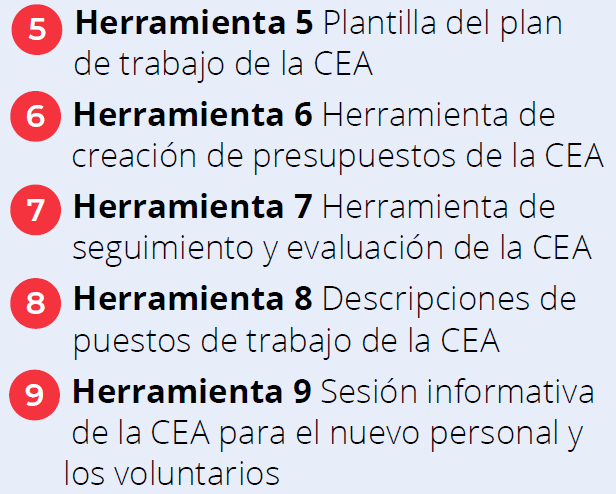 5 Herramienta 5 Plantilla del plan
de trabajo de la CEA
6 Herramienta 6 Herramienta de
creación de presupuestos de la CEA
7 Herramienta 7 Herramienta de
seguimiento y evaluación de la CEA
8 Herramienta 8 Descripciones de
puestos de trabajo de la CEA
9 Herramienta 9 Sesión informativa
de la CEA para el nuevo personal y
los voluntarios